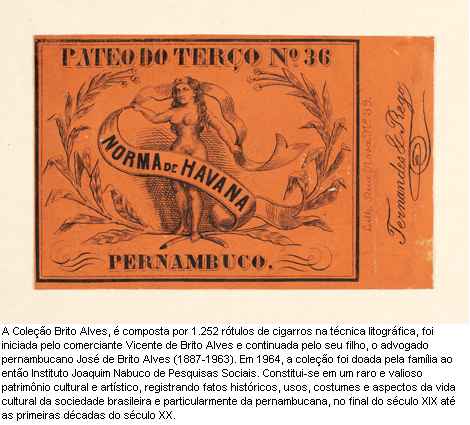 PATEO DO TERÇO Nº 36
NORMA DE HAVANA
PERNAMBUCO.
Lith. Rua Nova Nº 39.
Fernandes & Rego
A Coleção Brito Alves, é composta por 1.252 rótulos de cigarros na técnica litográfica, foi
iniciada pelo comerciante Vicente de Brito Alves e continuada pelo seu filho, o advogado
pernambucano José de Brito Alves (1887-1963). Em 1964, a coleção foi doada pela família ao
então Instituto Joaquim Nabuco de Pesquisas Sociais. Constitui-se em um raro e valioso
patrimônio cultural e artístico, registrando fatos históricos, usos, costumes e aspectos da vida
cultural da sociedade brasileira e particularmente da pernambucana, no final do século XIX até
as primeiras décadas do século XX.